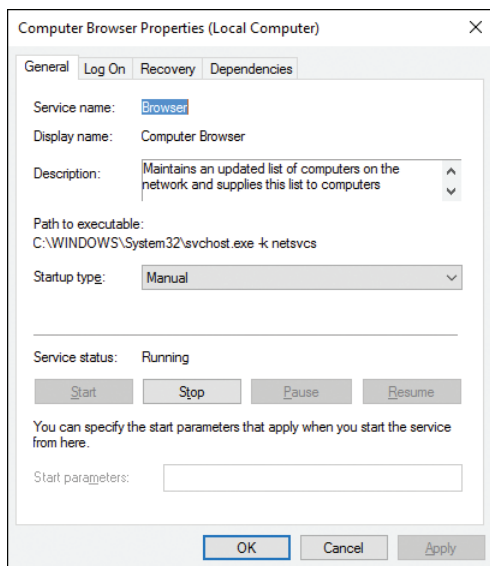 Computer Browser Properties (Local Computer)
General Log On Recovery Dependencies
Service name: Browser
Display name: Computer Browser
Description: Maintains an updated list of computers on the
network and supplies this list to computers
Path to executable:
C:\WINDOWS\System32\svchost.exe -k netsvcs
Startup type: Manual
Service status: Running
Start Stop Pause Resume
You can specify the start parameters that apply when you start the service
from here.
Start parameters:
OK Cancel Apply